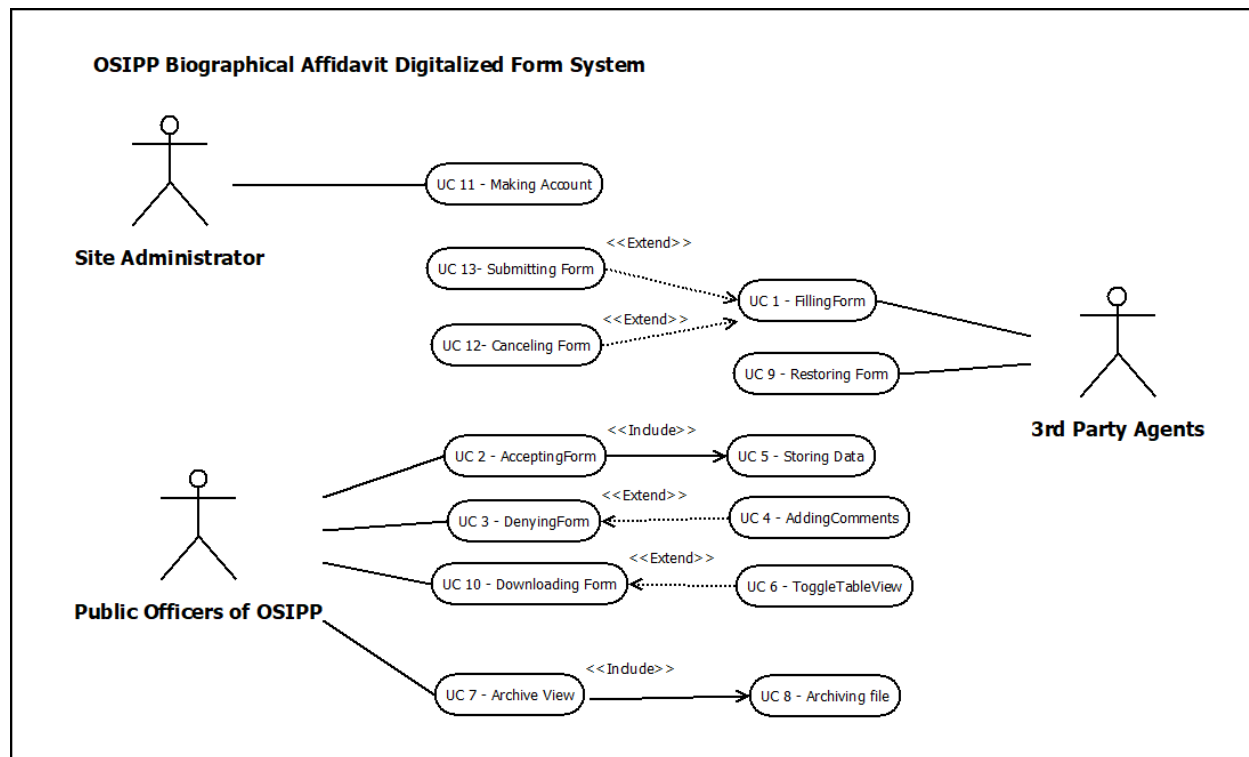 OSIPP Biographical Affidavit Digitalized Form System
UC 11 - Making Account
Site Administrator
<<Extend>>
UC 13- Submitting Form
UC 1 - FillingForm
<<Extend>>
UC 12- Canceling Form
UC 9 - Restoring Form
3rd Party Agents
<<Include>>
UC 2 - AcceptingForm
UC 5 - Storing Data
<<Extend>>
UC 3 - DenyingForm
UC 4 - AddingComments
<<Extend>>
UC 10 - Downloading Form
UC 6 - ToggleTableView
Public Officers of OSIPP
<<Include>>
UC 7 - Archive View
UC 8 - Archiving file